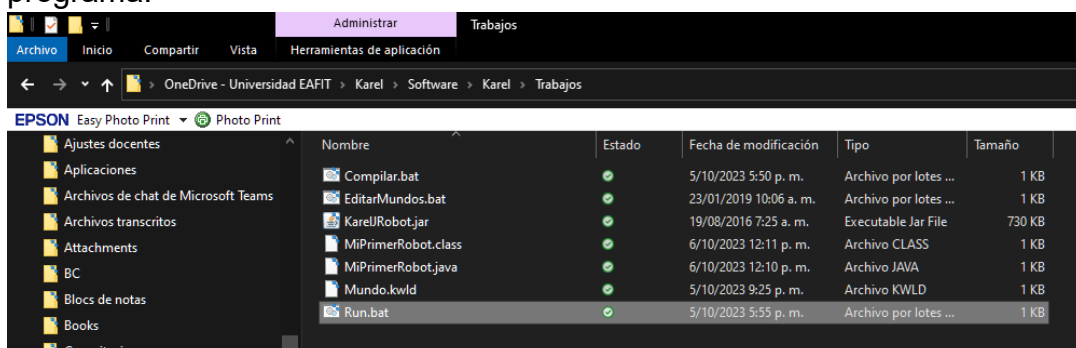 programa.
Administrar Trabajos
Archivo Inicio Compartir Vista Herramientas de aplicación
OneDrive - Universidad EAFIT > Karel > Software > Karel > Trabajos
EPSON Easy Photo Print Photo Print
Ajustes docentes Nombre Estado Fecha de modificación Tipo Tamaño
Aplicaciones Compilar.bat 5/10/2023 5:50 p. m. Archivo por lotes ... 1 KB
Archivos de chat de Microsoft Teams EditarMundos.bat 23/01/2019 10:06 a. m. Archivo por lotes ... 1 KB
Archivos transcritos KarelJRobot.jar 19/08/2016 7:25 a. m. Executable Jar File 730 KB
Attachments MiPrimerRobot.class 6/10/2023 12:11 p. m. Archivo CLASS 1 KB
BC MiPrimerRobot.java 6/10/2023 12:10 p. m. Archivo JAVA 1 KB
Blocs de notas Mundo.kwld 5/10/2023 9:25 p. m. Archivo KWLD 1 KB
Books Run.bat 5/10/2023 5:55 p. m. Archivo por lotes ... 1 KB